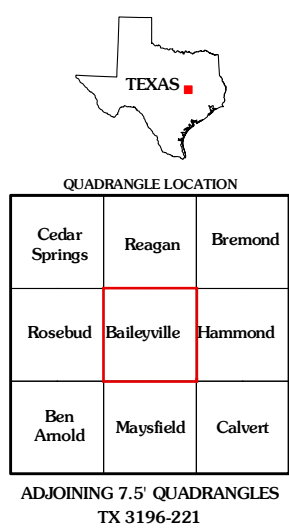 TEXAS
QUADRANGLE LOCATION
Cedar
Springs
Reagan
Bremond
Rosebud
Baileyville
Hammond
Ben
Arnold
Maysfield
Calvert
ADJOINING 7.5' QUADRANGLES
TX 3196-221